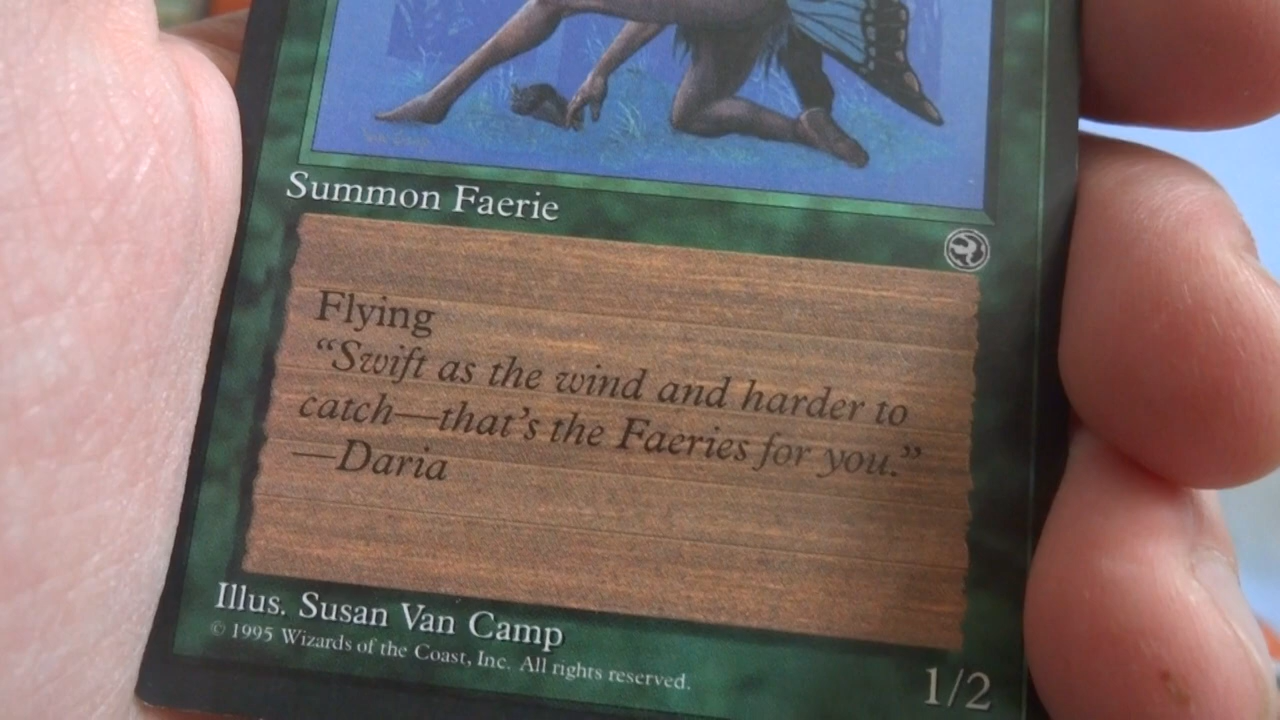 Summon Faerie
Flying
“Swift as the wind and harder to
catch—that’s the Faeries for you.”
—Daria
Illus. Susan Van Camp
© 1995 Wizards of the Coast, Inc. All rights reserved.
1/2